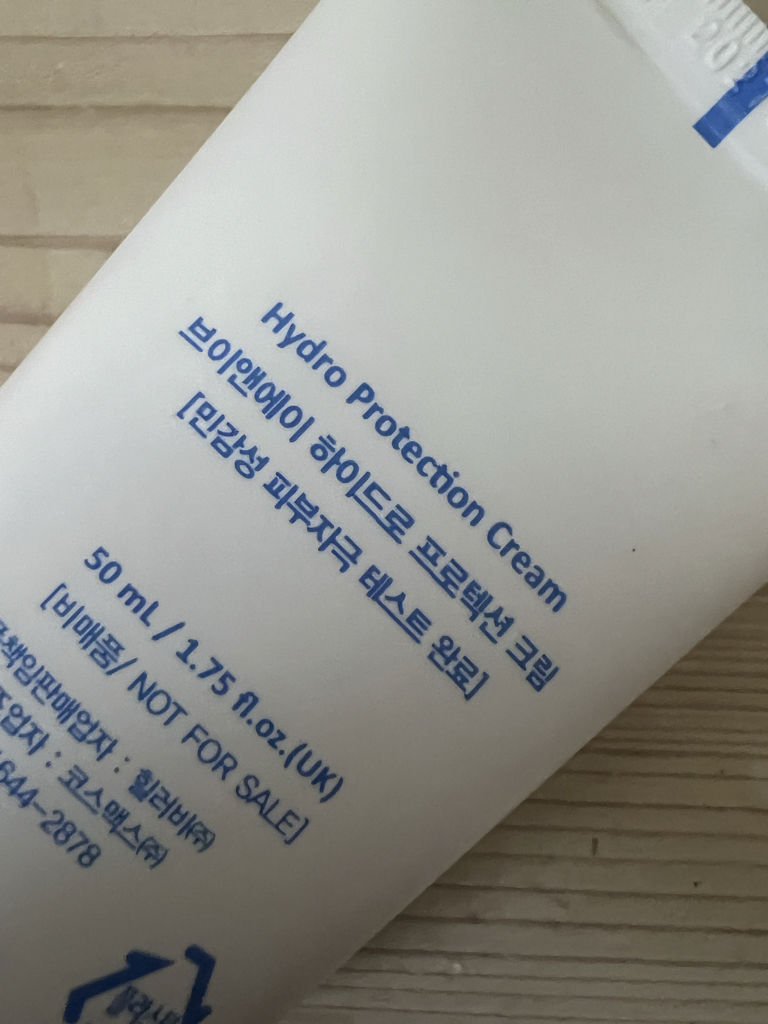 202
Hydro Protection Cream
브이앤에이 하이드로 프로텍션 크림
[민감성 피부자극 테스트 완료]
50 mL / 1.75 fl.oz.(UK)
[비매품/ NOT FOR SALE]
책임판매업자 : 힐러비㈜
조업자 : 코스맥스㈜
1644-2878